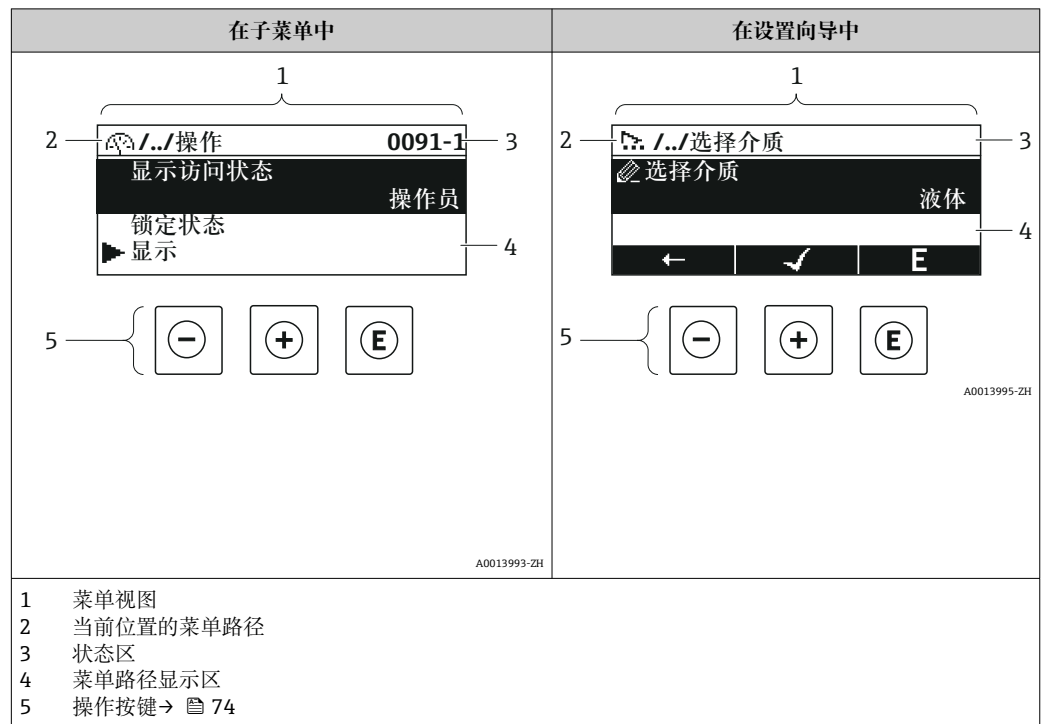 在子菜单中
在设置向导中
1
2
/../操作 0091-1
3
显示访问状态
操作员
锁定状态
显示
4
5
- + E
A0013993-ZH
1
2
/../选择介质
3
选择介质
液体
4
← ✓ E
5
- + E
A0013995-ZH
1 菜单视图
2 当前位置的菜单路径
3 状态区
4 菜单路径显示区
5 操作按键→ 74